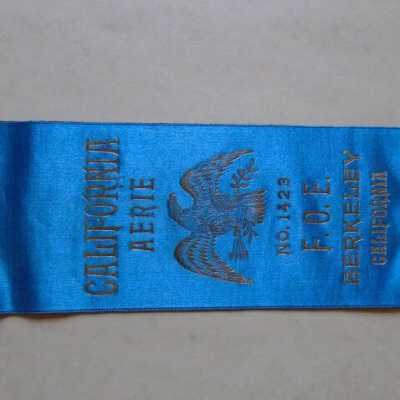 CALIFORNIA
AERIE
NO. 1423
F. O. E.
BERKELEY
CALIFORNIA